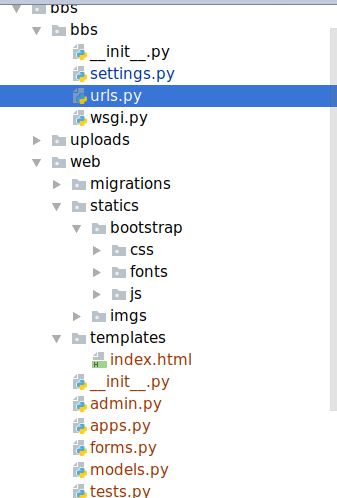 bbs
bbs
__init__.py
settings.py
urls.py
wsgi.py
uploads
web
migrations
statics
bootstrap
css
fonts
js
imgs
templates
index.html
__init__.py
admin.py
apps.py
forms.py
models.py
tests.py